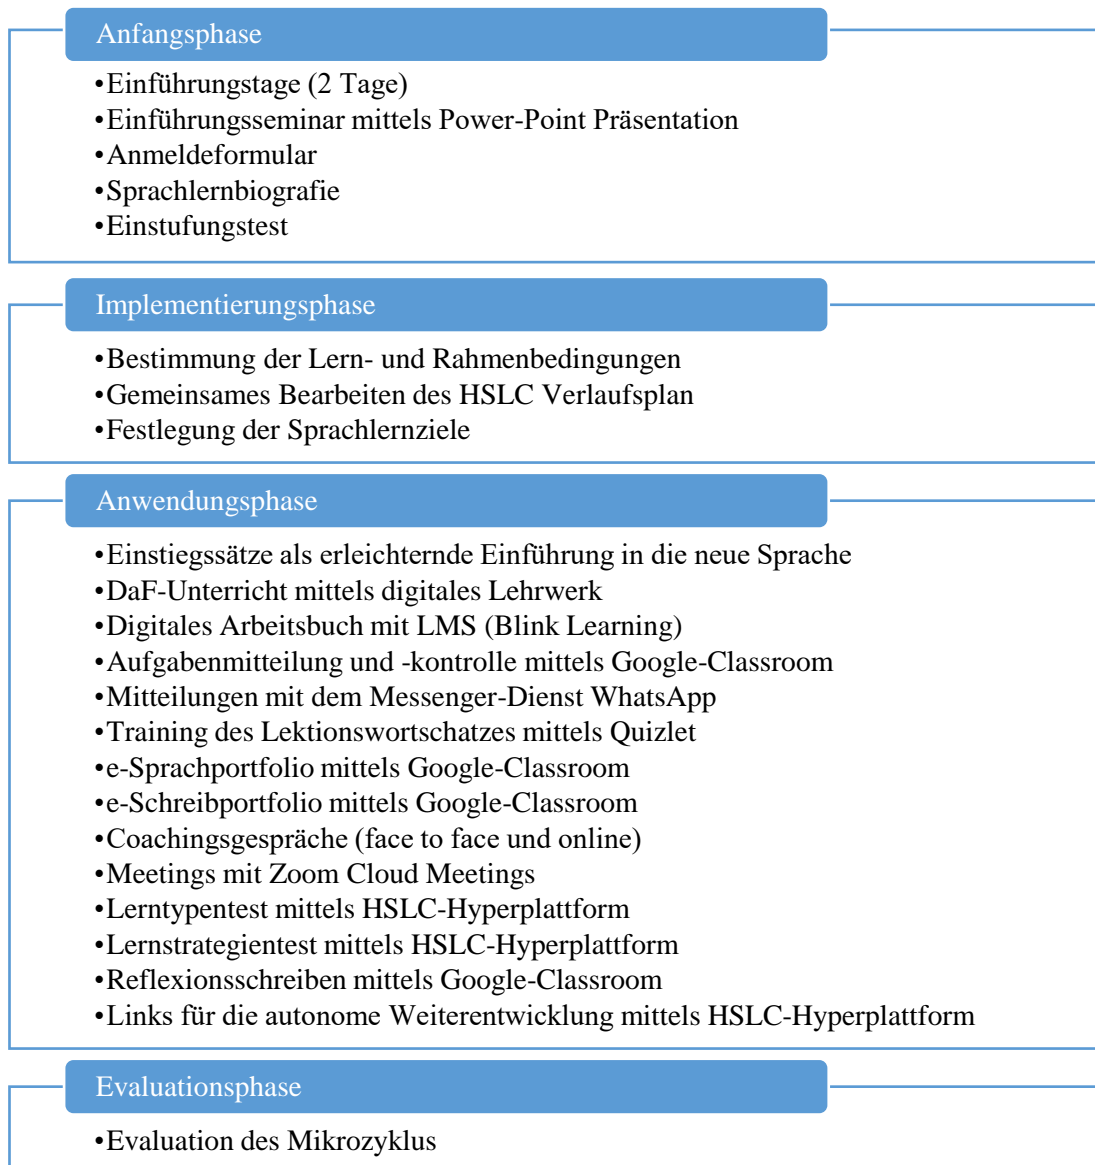 Anfangsphase
•Einführungstage (2 Tage)
•Einführungsseminar mittels Power-Point Präsentation
•Anmeldeformular
•Sprachlernbiografie
•Einstufungstest
Implementierungsphase
•Bestimmung der Lern- und Rahmenbedingungen
•Gemeinsames Bearbeiten des HSLC Verlaufsplan
•Festlegung der Sprachlernziele
Anwendungsphase
•Einstiegssätze als erleichternde Einführung in die neue Sprache
•DaF-Unterricht mittels digitales Lehrwerk
•Digitales Arbeitsbuch mit LMS (Blink Learning)
•Aufgabenmitteilung und -kontrolle mittels Google-Classroom
•Mitteilungen mit dem Messenger-Dienst WhatsApp
•Training des Lektionswortschatzes mittels Quizlet
•e-Sprachportfolio mittels Google-Classroom
•e-Schreibportfolio mittels Google-Classroom
•Coachingsgespräche (face to face und online)
•Meetings mit Zoom Cloud Meetings
•Lerntypentest mittels HSLC-Hyperplattform
•Lernstrategientest mittels HSLC-Hyperplattform
•Reflexionsschreiben mittels Google-Classroom
•Links für die autonome Weiterentwicklung mittels HSLC-Hyperplattform
Evaluationsphase
•Evaluation des Mikrozyklus